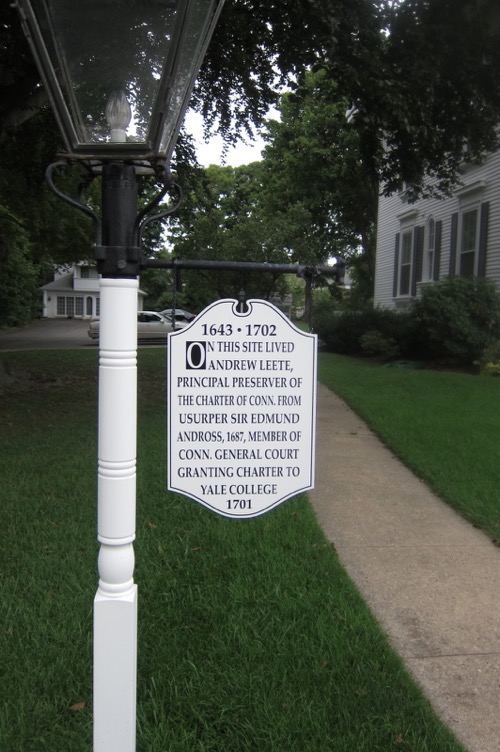 1643 • 1702
ON THIS SITE LIVED
ANDREW LEETE,
PRINCIPAL PRESERVER OF
THE CHARTER OF CONN. FROM
USURPER SIR EDMUND
ANDROSS, 1687, MEMBER OF
CONN. GENERAL COURT
GRANTING CHARTER TO
YALE COLLEGE
1701